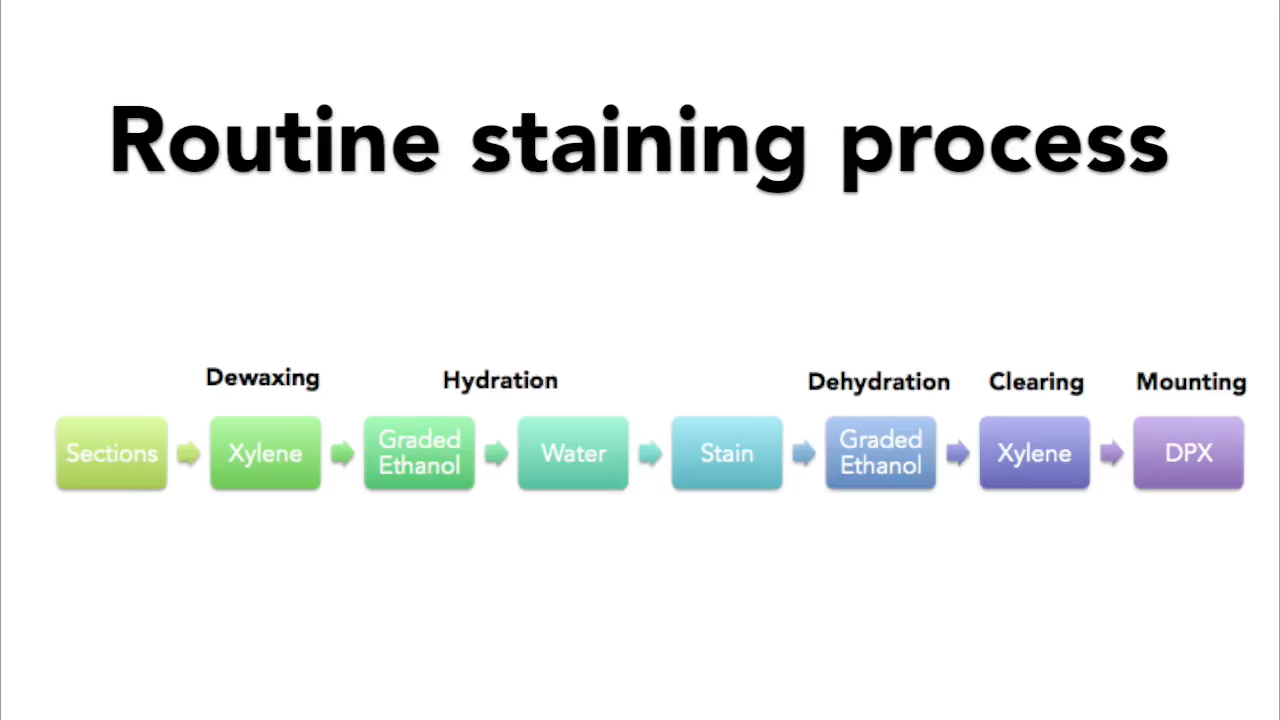 Routine staining process
Dewaxing
Hydration
Dehydration
Clearing
Mounting
Sections
Xylene
Graded
Ethanol
Water
Stain
Graded
Ethanol
Xylene
DPX